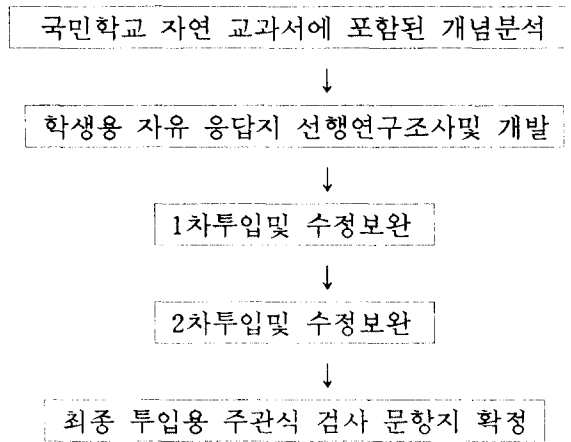 국민학교 자연 교과서에 포함된 개념분석
↓
학생용 자유 응답지 선행연구조사및 개발
↓
1차투입및 수정보완
↓
2차투입및 수정보완
↓
최종 투입용 주관식 검사 문항지 확정